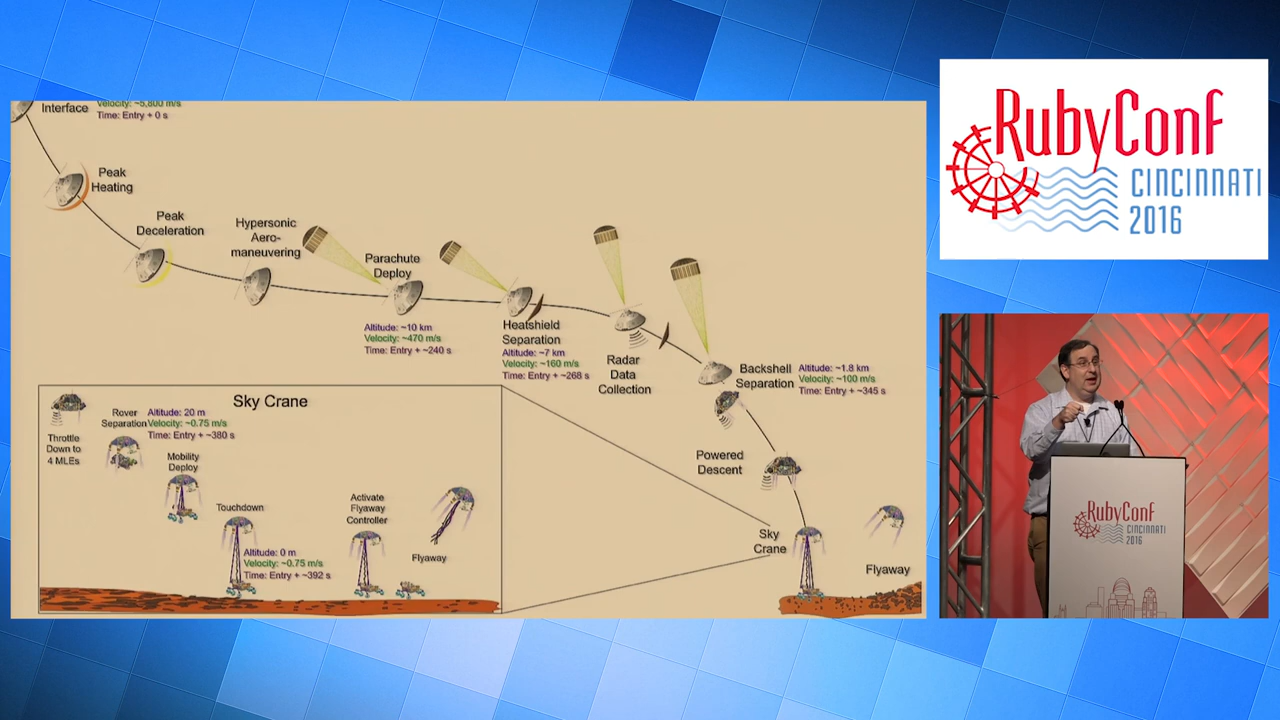 Interface
Velocity: ~5,800 m/s
Time: Entry + 0 s
Peak
Heating
Peak
Deceleration
Hypersonic
Aero-
maneuvering
Parachute
Deploy
Altitude: ~10 km
Velocity: ~470 m/s
Time: Entry + ~240 s
Heatshield
Separation
Altitude: ~7 km
Velocity: ~160 m/s
Time: Entry + ~268 s
Radar
Data
Collection
Backshell
Separation
Altitude: ~1.8 km
Velocity: ~100 m/s
Time: Entry + ~345 s
Powered
Descent
Sky
Crane
Flyaway
Sky Crane
Throttle
Down to
4 MLEs
Rover
Separation
Altitude: 20 m
Velocity: ~0.75 m/s
Time: Entry + ~380 s
Mobility
Deploy
Touchdown
Altitude: 0 m
Velocity: ~0.75 m/s
Time: Entry + ~392 s
Activate
Flyaway
Controller
Flyaway
RubyConf
CINCINNATI
2016
RubyConf
CINCINNATI
2016